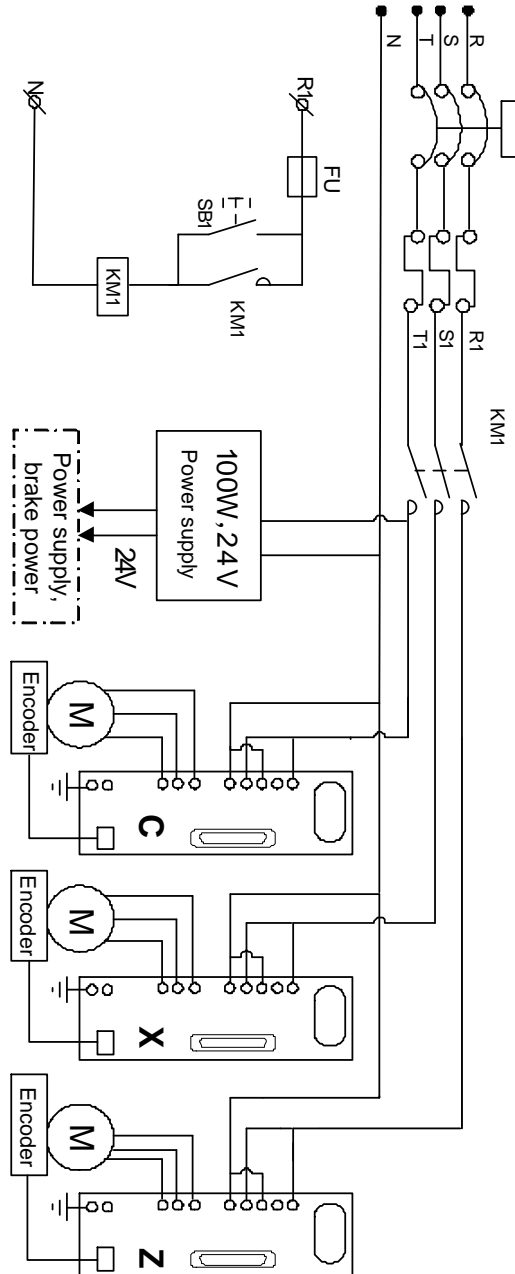 R
S
T
N
R1
S1
T1
KM1
R1
FU
SB1
KM1
KM1
N
100W,24V
Power supply
24V
Power supply,
brake power
C
M
Encoder
X
M
Encoder
Z
M
Encoder